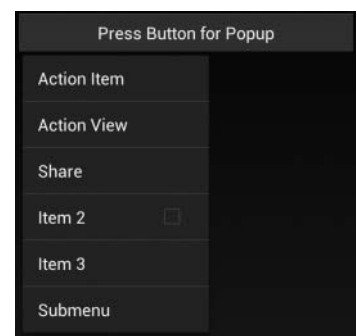 Press Button for Popup
Action Item
Action View
Share
Item 2
Item 3
Submenu